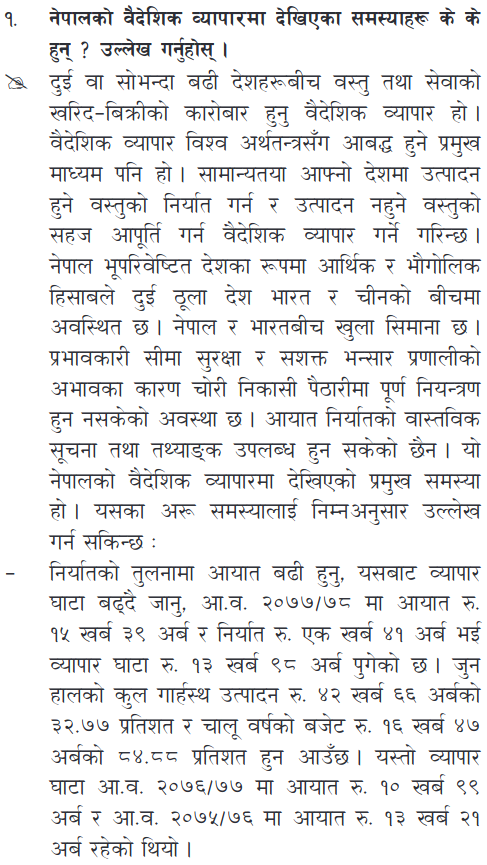 १. नेपालको वैदेशिक व्यापारमा देखिएका समस्याहरू के के
हुन् ? उल्लेख गर्नुहोस् ।
दुई वा सोभन्दा बढी देशहरूबीच वस्तु तथा सेवाको
खरिद-बिक्रीको कारोबार हुनु वैदेशिक व्यापार हो ।
वैदेशिक व्यापार विश्व अर्थतन्त्रसँग आबद्ध हुने प्रमुख
माध्यम पनि हो । सामान्यतया आफ्नो देशमा उत्पादन
हुने वस्तुको निर्यात गर्न र उत्पादन नहुने वस्तुको
सहज आपूर्ति गर्न वैदेशिक व्यापार गर्ने गरिन्छ ।
नेपाल भूपरिवेष्टित देशका रूपमा आर्थिक र भौगोलिक
हिसाबले दुई ठूला देश भारत र चीनको बीचमा
अवस्थित छ । नेपाल र भारतबीच खुला सिमाना छ ।
प्रभावकारी सीमा सुरक्षा र सशक्त भन्सार प्रणालीको
अभावका कारण चोरी निकासी पैठारीमा पूर्ण नियन्त्रण
हुन नसकेको अवस्था छ । आयात निर्यातको वास्तविक
सूचना तथा तथ्याङ्क उपलब्ध हुन सकेको छैन । यो
नेपालको वैदेशिक व्यापारमा देखिएको प्रमुख समस्या
हो । यसका अरू समस्यालाई निम्नअनुसार उल्लेख
गर्न सकिन्छ :
– निर्यातको तुलनामा आयात बढी हुनु, यसबाट व्यापार
घाटा बढ्दै जानु, आ.व. २०७७/७८ मा आयात रु.
१५ खर्ब ३९ अर्ब र निर्यात रु. एक खर्ब ४१ अर्ब भई
व्यापार घाटा रु. १३ खर्ब ९८ अर्ब पुगेको छ । जुन
हालको कुल गार्हस्थ उत्पादन रु. ४२ खर्ब ६६ अर्बको
३२.७७ प्रतिशत र चालू वर्षको बजेट रु. १६ खर्ब ४७
अर्बको ८४.८८ प्रतिशत हुन आउँछ । यस्तो व्यापार
घाटा आ.व. २०७६/७७ मा आयात रु. १० खर्ब ९९
अर्ब र आ.व. २०७५/७६ मा आयात रु. १३ खर्ब २१
अर्ब रहेको थियो ।